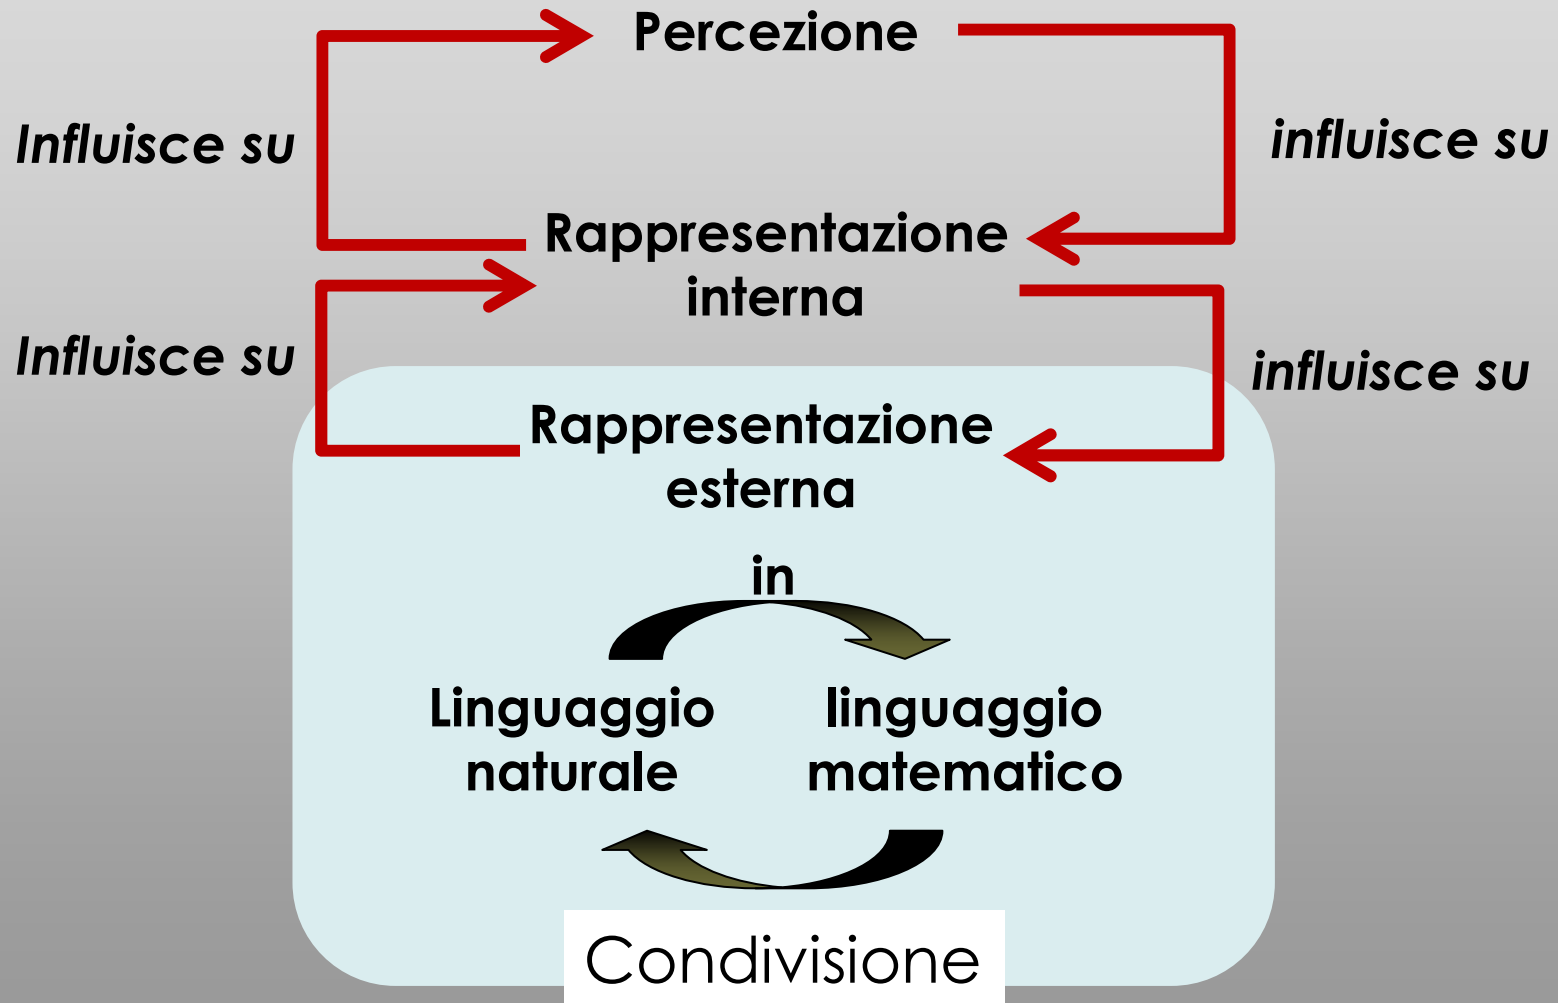 Percezione
Influisce su
influisce su
Rappresentazione
interna
Influisce su
influisce su
Rappresentazione
esterna
in
Linguaggio
naturale
linguaggio
matematico
Condivisione